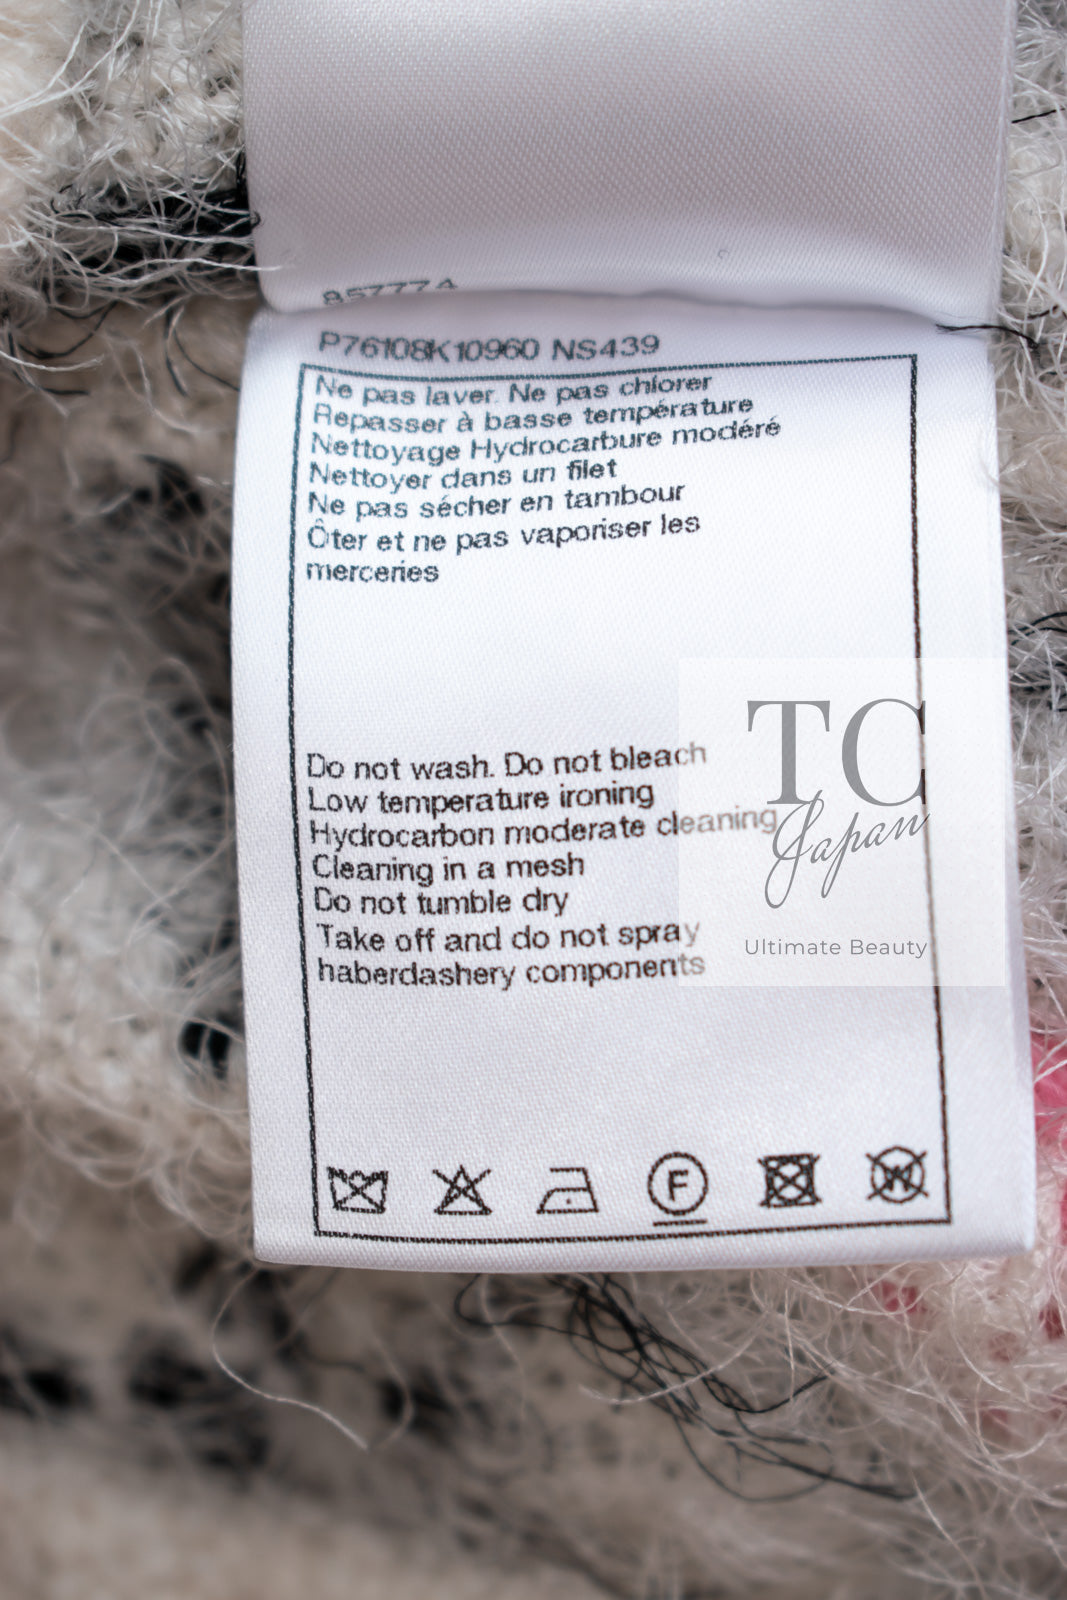 857774
P76108K10960 NS439
Ne pas laver. Ne pas chlorer
Repasser à basse température
Nettoyage Hydrocarbure modéré
Nettoyer dans un filet
Ne pas sécher en tambour
Ôter et ne pas vaporiser les
merceries
Do not wash. Do not bleach
Low temperature ironing
Hydrocarbon moderate cleaning
Cleaning in a mesh
Do not tumble dry
Take off and do not spray
haberdashery components
F
W
TC
Japan
Ultimate Beauty